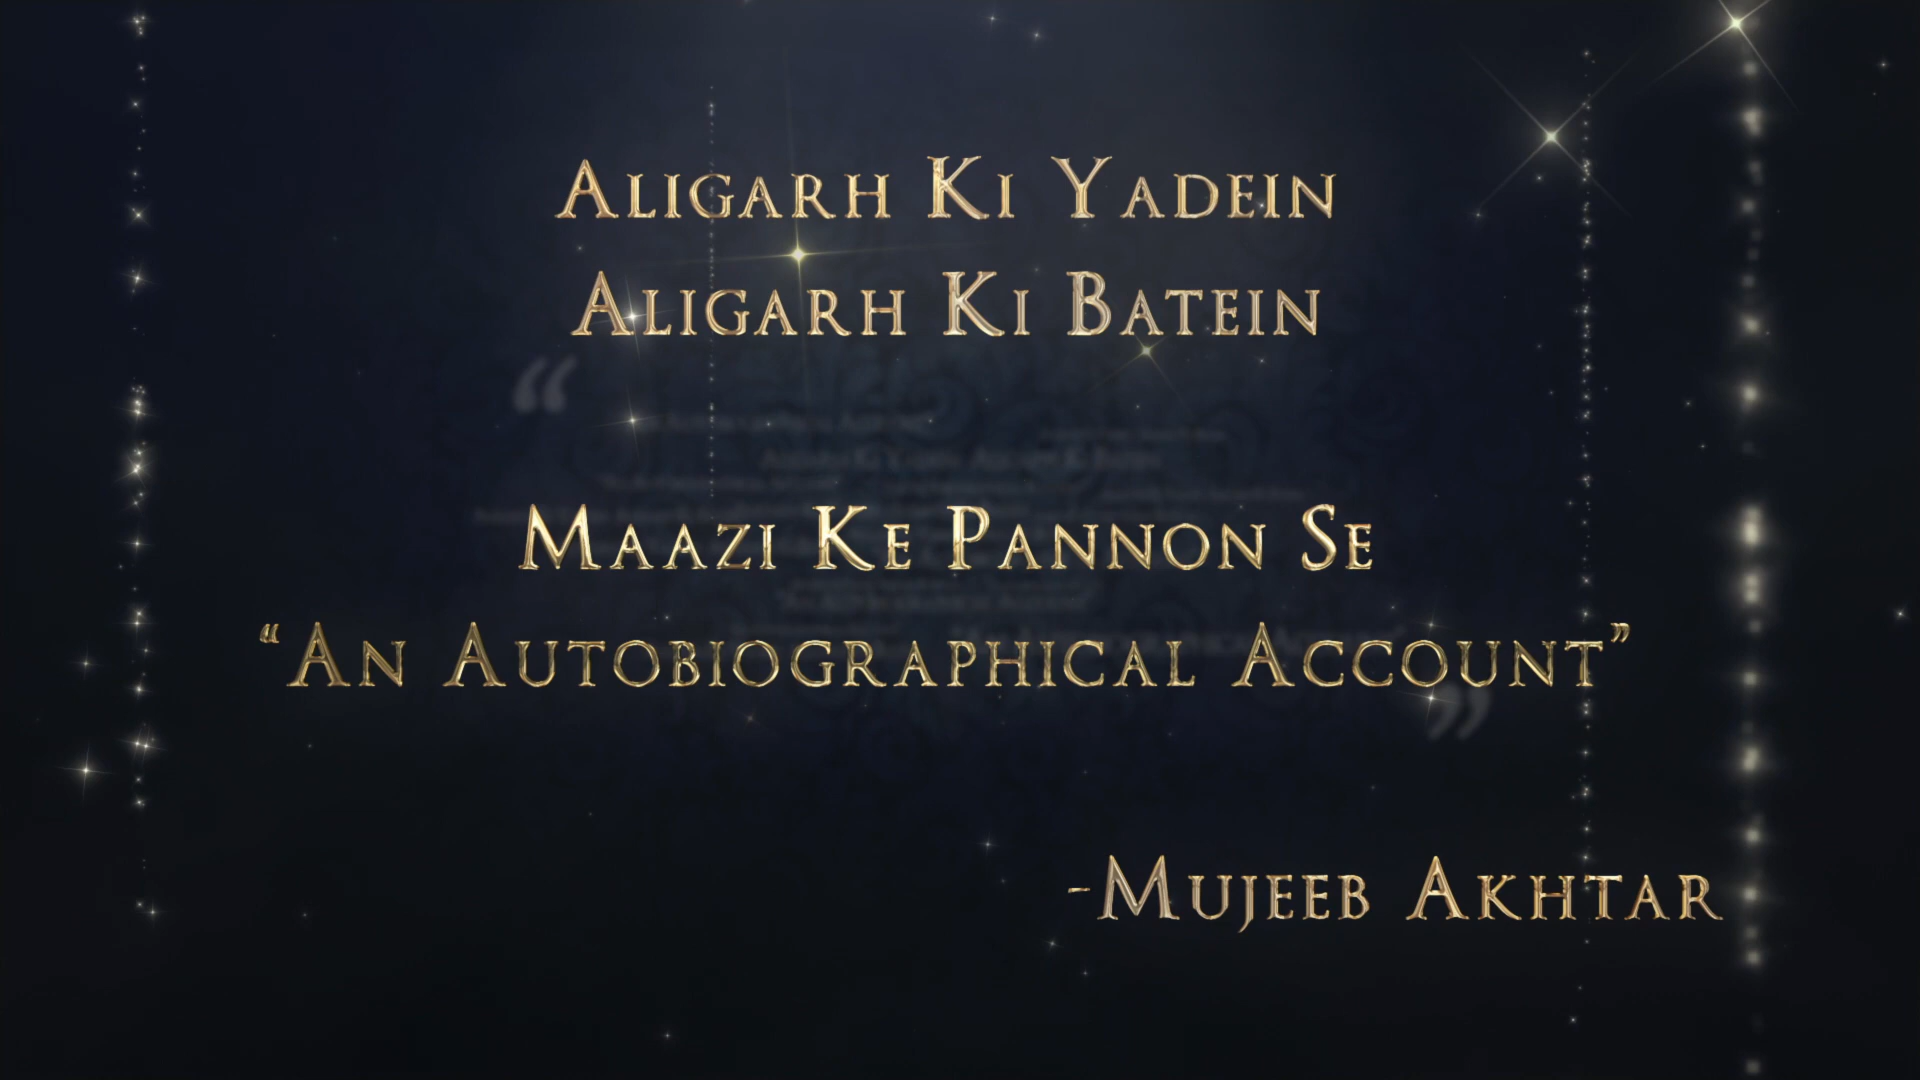 Aligarh Ki Yadein
Aligarh Ki Batein
Maazi Ke Pannon Se
“An Autobiographical Account”
-Mujeeb Akhtar